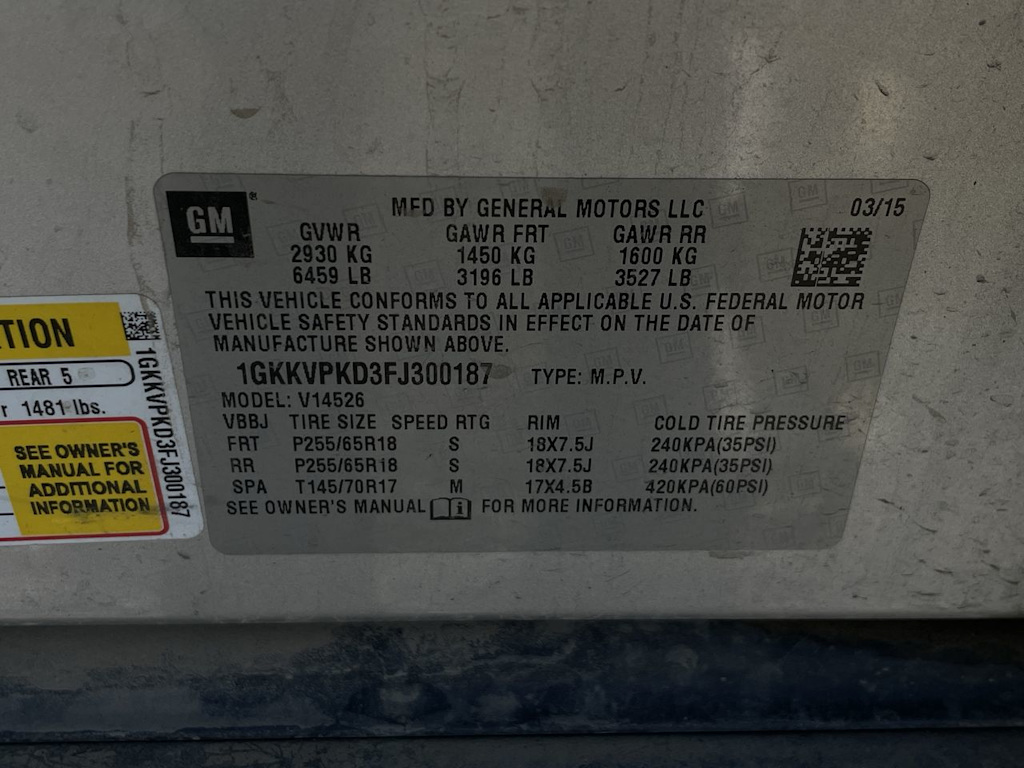 GM®
MFD BY GENERAL MOTORS LLC 03/15
GVWR GAWR FRT GAWR RR
2930 KG 1450 KG 1600 KG
6459 LB 3196 LB 3527 LB
THIS VEHICLE CONFORMS TO ALL APPLICABLE U.S. FEDERAL MOTOR
VEHICLE SAFETY STANDARDS IN EFFECT ON THE DATE OF
MANUFACTURE SHOWN ABOVE.
1GKKVPKD3FJ300187 TYPE: M.P.V.
MODEL: V14526
VBBJ TIRE SIZE SPEED RTG RIM COLD TIRE PRESSURE
FRT P255/65R18 S 18X7.5J 240KPA(35PSI)
RR P255/65R18 S 18X7.5J 240KPA(35PSI)
SPA T145/70R17 M 17X4.5B 420KPA(60PSI)
SEE OWNER'S MANUAL FOR MORE INFORMATION.
TION
REAR 5
r 1481 lbs.
SEE OWNER'S
MANUAL FOR
ADDITIONAL
INFORMATION
1GKKVPKD3FJ300187